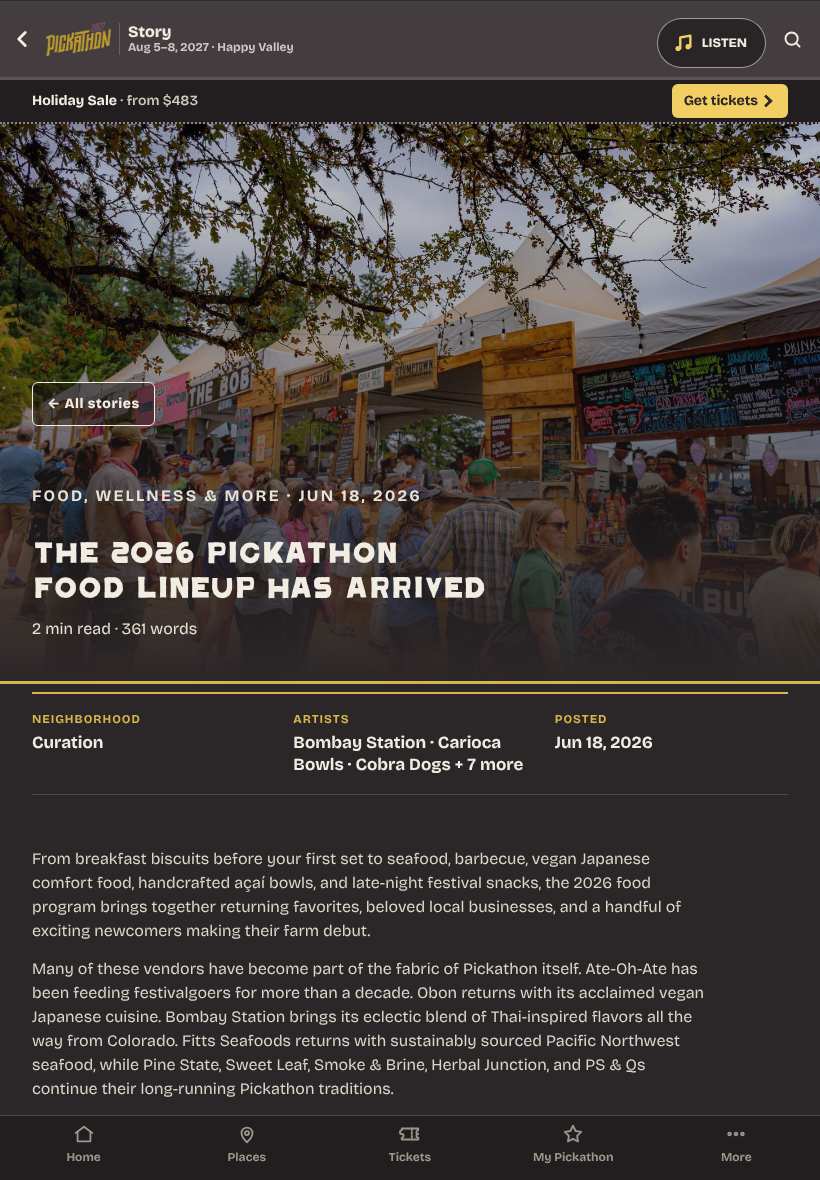 PICKATHON
Story
Aug 5–8, 2027 · Happy Valley
LISTEN
Holiday Sale · from $483
Get tickets
THE BOB
STUMPTOWN
DRINKS
← All stories
FOOD, WELLNESS & MORE · JUN 18, 2026
THE 2026 PICKATHON
FOOD LINEUP HAS ARRIVED
2 min read · 361 words
NEIGHBORHOOD
Curation
ARTISTS
Bombay Station · Carioca
Bowls · Cobra Dogs + 7 more
POSTED
Jun 18, 2026
From breakfast biscuits before your first set to seafood, barbecue, vegan Japanese
comfort food, handcrafted açaí bowls, and late-night festival snacks, the 2026 food
program brings together returning favorites, beloved local businesses, and a handful of
exciting newcomers making their farm debut.
Many of these vendors have become part of the fabric of Pickathon itself. Ate-Oh-Ate has
been feeding festivalgoers for more than a decade. Obon returns with its acclaimed vegan
Japanese cuisine. Bombay Station brings its eclectic blend of Thai-inspired flavors all the
way from Colorado. Fitts Seafoods returns with sustainably sourced Pacific Northwest
seafood, while Pine State, Sweet Leaf, Smoke & Brine, Herbal Junction, and PS & Qs
continue their long-running Pickathon traditions.
Home
Places
Tickets
My Pickathon
More